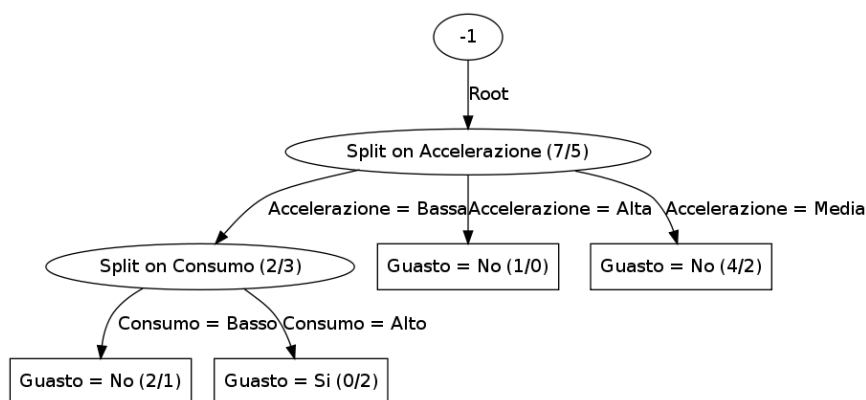 -1
Root
Split on Accelerazione (7/5)
Accelerazione = Bassa
Accelerazione = Alta
Accelerazione = Media
Split on Consumo (2/3)
Guasto = No (1/0)
Guasto = No (4/2)
Consumo = Basso
Consumo = Alto
Guasto = No (2/1)
Guasto = Si (0/2)